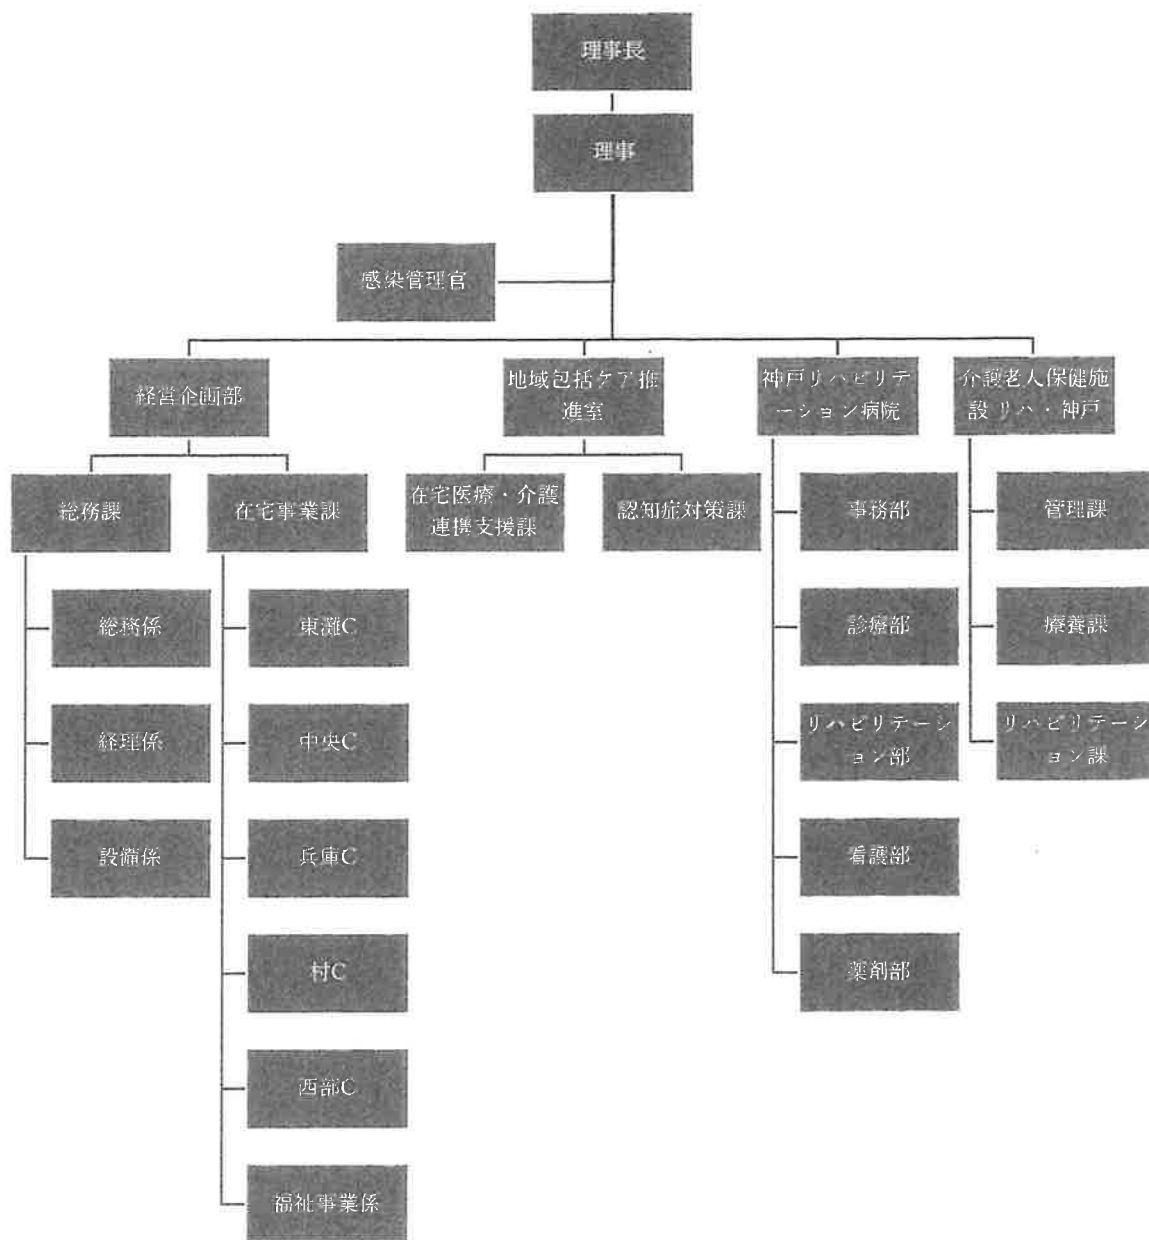 理事長
理事
感染管理官
経営企画部
地域包括ケア推
進室
神戸リハビリテ
ーション病院
介護老人保健施
設 リハ・神戸
総務課
在宅事業課
在宅医療・介護
連携支援課
認知症対策課
事務部
管理課
総務係
東灘C
診療部
療養課
経理係
中央C
リハビリテーシ
ョン部
リハビリテーシ
ョン課
設備係
兵庫C
看護部
村C
薬剤部
西部C
福祉事業係